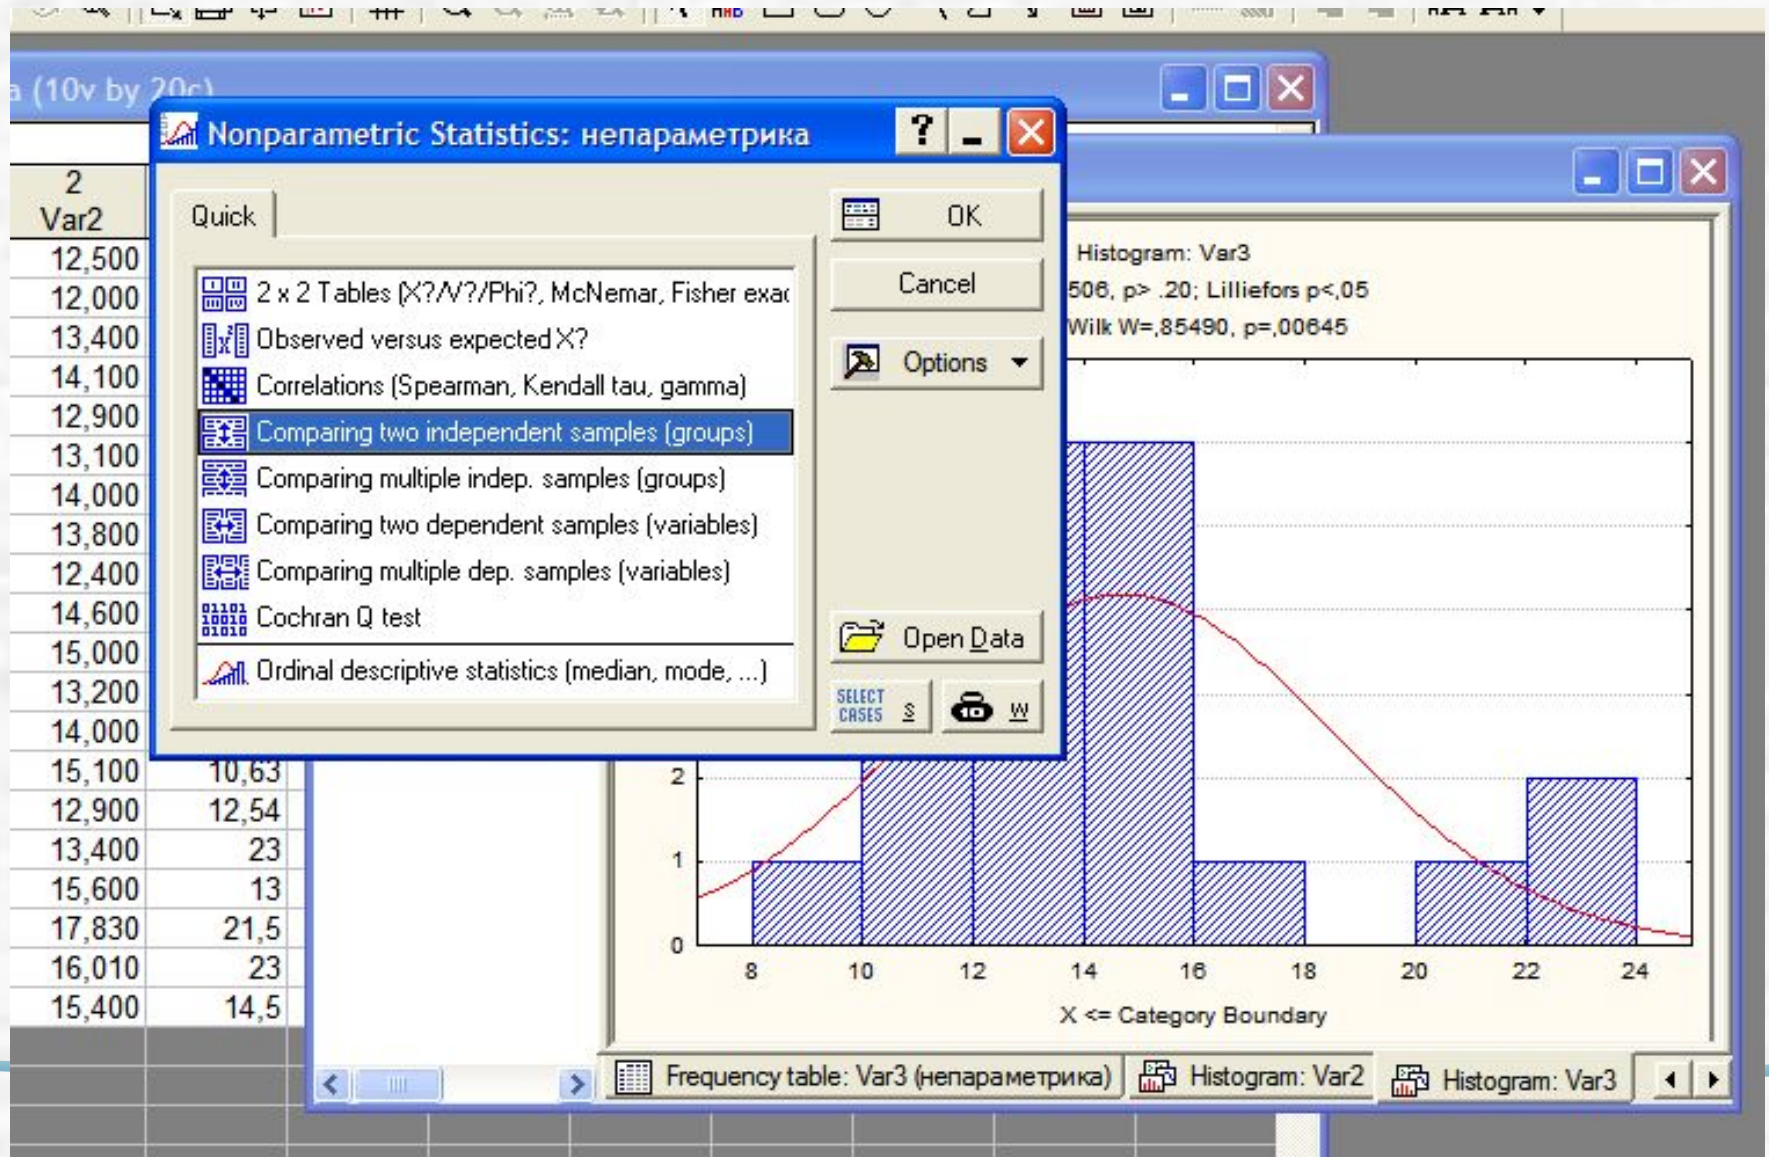 a (10v by 20c)
Nonparametric Statistics: непараметрика
Quick
OK
Cancel
Options
2 x 2 Tables (X?/V?/Phi?, McNemar, Fisher exac
Observed versus expected X?
Correlations (Spearman, Kendall tau, gamma)
Comparing two independent samples (groups)
Comparing multiple indep. samples (groups)
Comparing two dependent samples (variables)
Comparing multiple dep. samples (variables)
Cochran Q test
Ordinal descriptive statistics (median, mode, ...)
Open Data
SELECT
CASES S
W
2
Var2
12,500
12,000
13,400
14,100
12,900
13,100
14,000
13,800
12,400
14,600
15,000
13,200
14,000
15,100 10,63
12,900 12,54
13,400 23
15,600 13
17,830 21,5
16,010 23
15,400 14,5
Histogram: Var3
506, p> .20; Lilliefors p<,05
Wilk W=,85490, p=,00645
2
1
0
8 10 12 14 16 18 20 22 24
X <= Category Boundary
Frequency table: Var3 (непараметрика) Histogram: Var2 Histogram: Var3